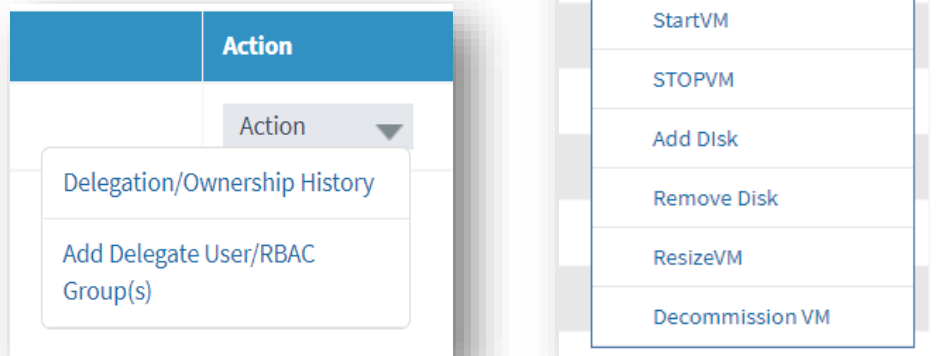 Action
Action
Delegation/Ownership History
Add Delegate User/RBAC
Group(s)
StartVM
STOPVM
Add DIsk
Remove Disk
ResizeVM
Decommission VM